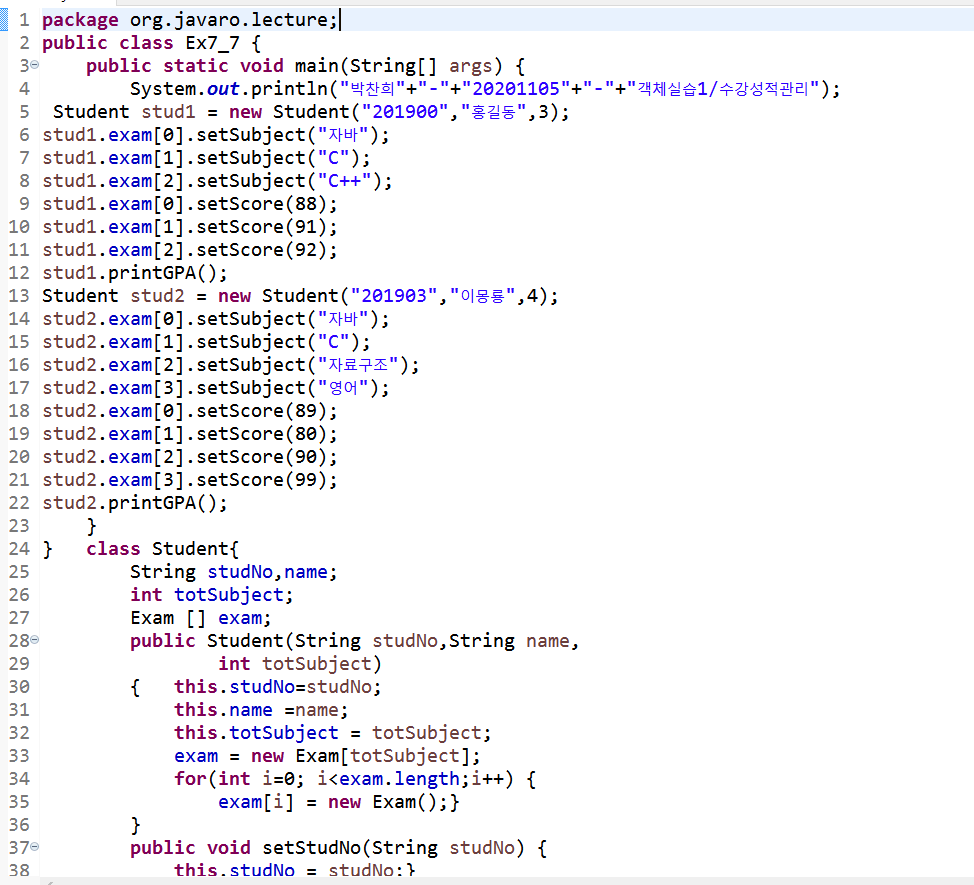 1 package org.javaro.lecture;
2 public class Ex7_7 {
3 public static void main(String[] args) {
4 System.out.println("박찬희"+"-"+"20201105"+"-"+"객체실습1/수강성적관리");
5 Student stud1 = new Student("201900","홍길동",3);
6 stud1.exam[0].setSubject("자바");
7 stud1.exam[1].setSubject("C");
8 stud1.exam[2].setSubject("C++");
9 stud1.exam[0].setScore(88);
10 stud1.exam[1].setScore(91);
11 stud1.exam[2].setScore(92);
12 stud1.printGPA();
13 Student stud2 = new Student("201903","이몽룡",4);
14 stud2.exam[0].setSubject("자바");
15 stud2.exam[1].setSubject("C");
16 stud2.exam[2].setSubject("자료구조");
17 stud2.exam[3].setSubject("영어");
18 stud2.exam[0].setScore(89);
19 stud2.exam[1].setScore(80);
20 stud2.exam[2].setScore(90);
21 stud2.exam[3].setScore(99);
22 stud2.printGPA();
23 }
24 } class Student{
25 String studNo,name;
26 int totSubject;
27 Exam [] exam;
28 public Student(String studNo,String name,
29 int totSubject)
30 { this.studNo=studNo;
31 this.name =name;
32 this.totSubject = totSubject;
33 exam = new Exam[totSubject];
34 for(int i=0; i<exam.length;i++) {
35 exam[i] = new Exam();}
36 }
37 public void setStudNo(String studNo) {
38 this.studNo = studNo;}